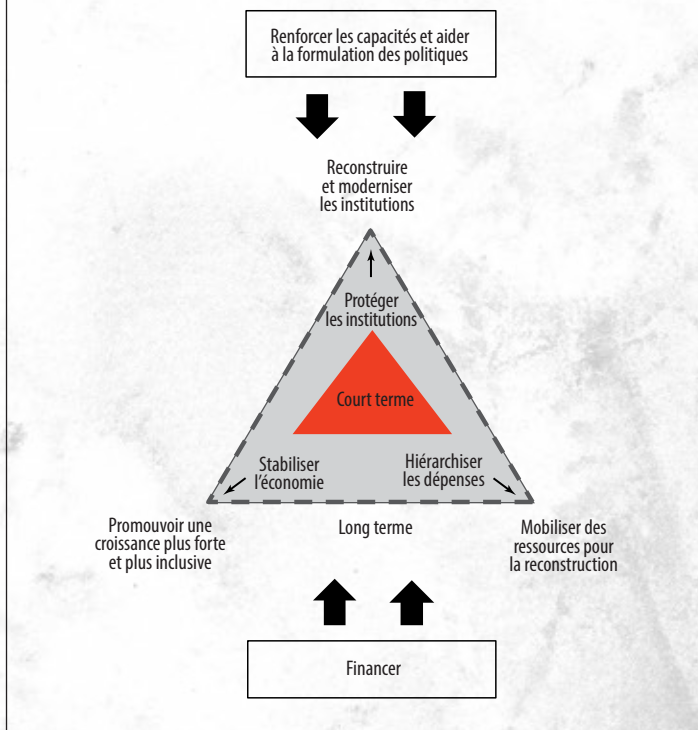 Renforcer les capacités et aider
à la formulation des politiques
Reconstruire
et moderniser
les institutions
Protéger
les institutions
Court terme
Stabiliser
l’économie
Hiérarchiser
les dépenses
Promouvoir une
croissance plus forte
et plus inclusive
Long terme
Mobiliser des
ressources pour
la reconstruction
Financer